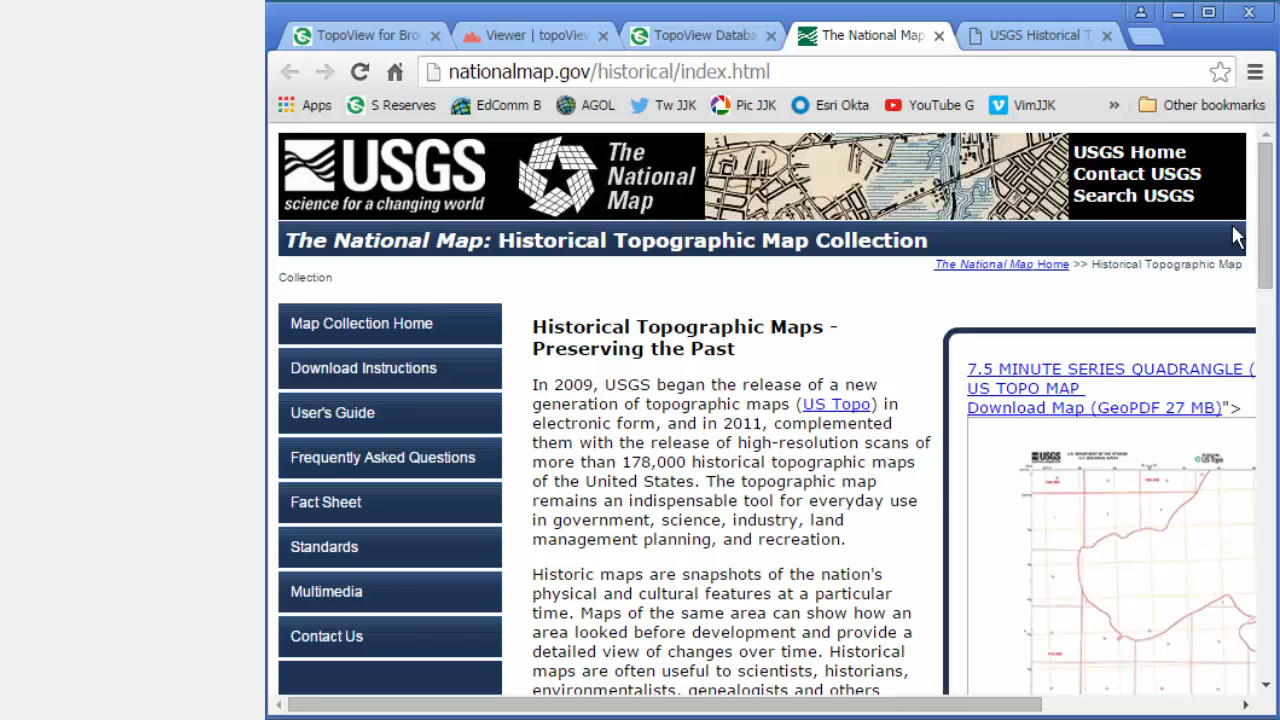 TopoView for Bro
Viewer | topoView
TopoView Databa
The National Map
USGS Historical T
nationalmap.gov/historical/index.html
Apps
S Reserves
EdComm B
AGOL
Tw JJK
Pic JJK
Esri Okta
YouTube G
VimJJK
»
Other bookmarks
USGS
science for a changing world
The
National
Map
USGS Home
Contact USGS
Search USGS
The National Map: Historical Topographic Map Collection
The National Map Home >> Historical Topographic Map
Collection
Map Collection Home
Download Instructions
User's Guide
Frequently Asked Questions
Fact Sheet
Standards
Multimedia
Contact Us
Historical Topographic Maps -
Preserving the Past
In 2009, USGS began the release of a new
generation of topographic maps (US Topo) in
electronic form, and in 2011, complemented
them with the release of high-resolution scans of
more than 178,000 historical topographic maps
of the United States. The topographic map
remains an indispensable tool for everyday use
in government, science, industry, land
management planning, and recreation.
Historic maps are snapshots of the nation's
physical and cultural features at a particular
time. Maps of the same area can show how an
area looked before development and provide a
detailed view of changes over time. Historical
maps are often useful to scientists, historians,
environmentalists, genealogists and others
7.5 MINUTE SERIES QUADRANGLE (
US TOPO MAP
Download Map (GeoPDF 27 MB)">
USGS
US Topo